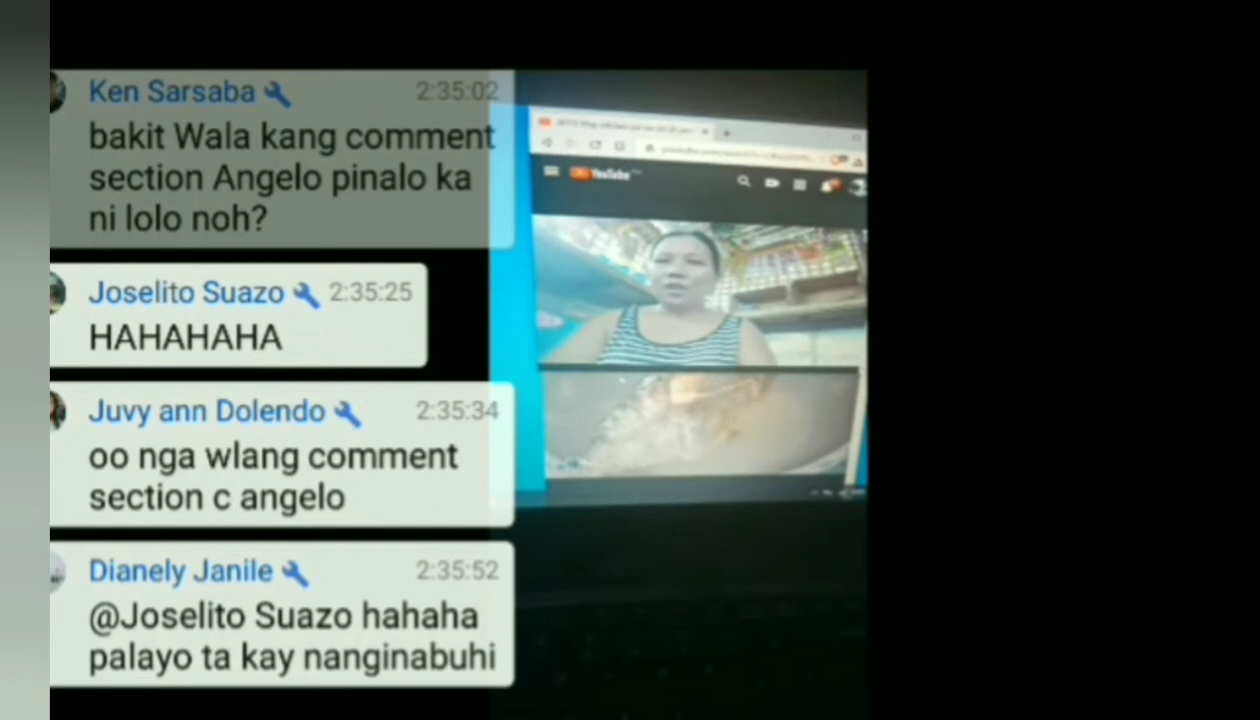 Ken Sarsaba 2:35:02
bakit Wala kang comment
section Angelo pinalo ka
ni lolo noh?
Joselito Suazo 2:35:25
HAHAHAHA
Juvy ann Dolendo 2:35:34
oo nga wlang comment
section c angelo
Dianely Janile 2:35:52
@Joselito Suazo hahaha
palayo ta kay nanginabuhi
YouTube